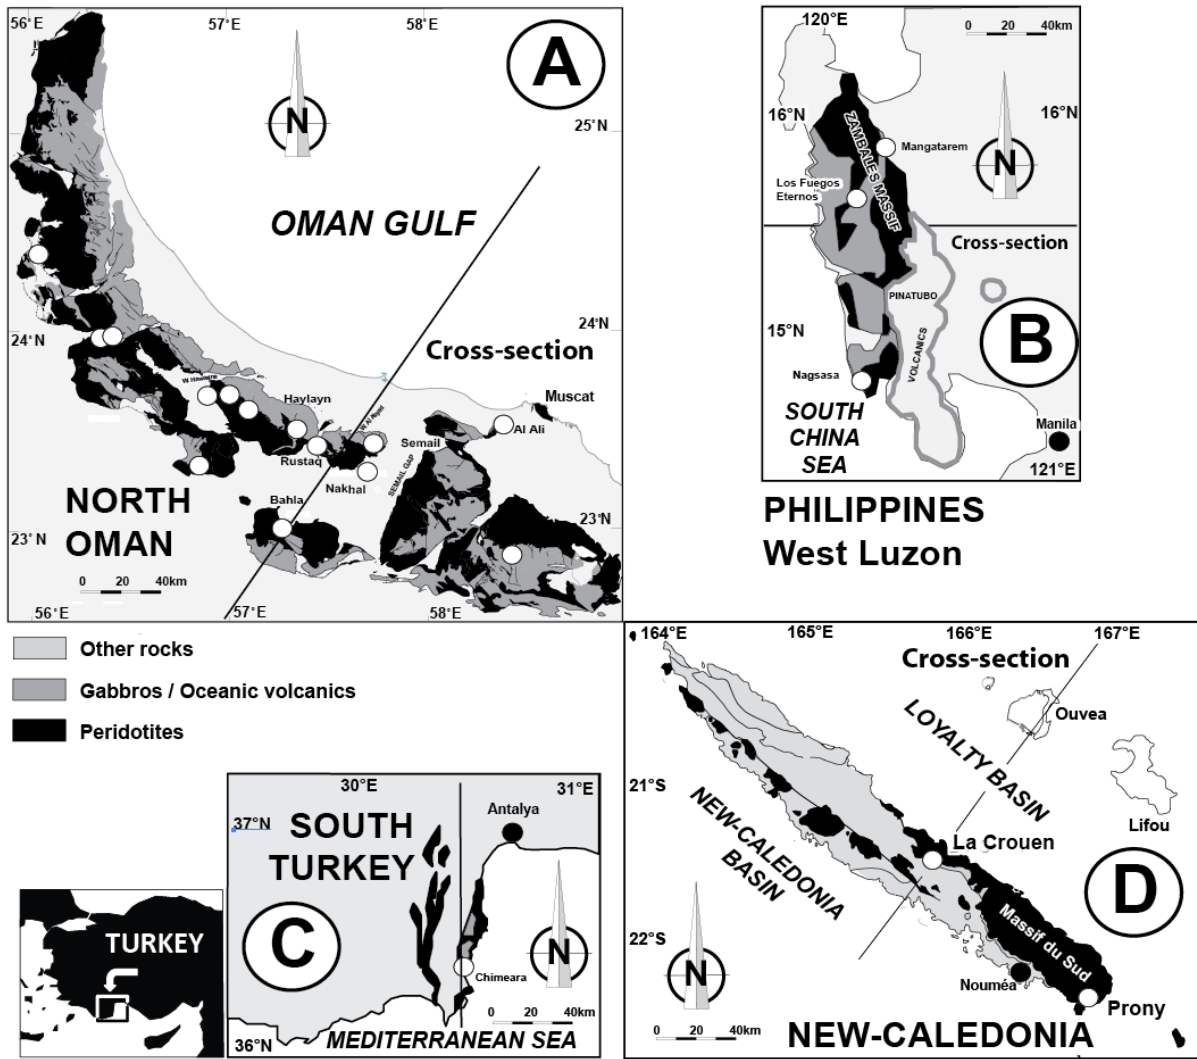 56°E
57°E
58°E
A
N
25°N
OMAN GULF
24°N
24°N
Cross-section
W. Hawasina
Haylayn
Muscat
Al Ali
Semail
Rustaq
SEMAIL GAP
Nakhal
Bahla
NORTH
OMAN
23°N
23°N
0 20 40km
56°E
57°E
58°E
120°E
0 20 40km
16°N
16°N
ZAMBALES MASSIF
Mangatarem
N
Los Fuegos
Eternos
Cross-section
PINATUBO
VOLCANICS
B
15°N
Nagsasa
SOUTH
CHINA
SEA
Manila
121°E
PHILIPPINES
West Luzon
Other rocks
Gabbros / Oceanic volcanics
Peridotites
TURKEY
30°E
31°E
37°N
SOUTH
TURKEY
Antalya
C
N
Chimeara
0 20 40km
36°N
MEDITERRANEAN SEA
164°E
165°E
166°E
167°E
Cross-section
Ouvea
LOYALTY BASIN
21°S
NEW-CALEDONIA
BASIN
Lifou
La Crouen
D
Massif du Sud
22°S
N
Nouméa
Prony
0 20 40km
NEW-CALEDONIA